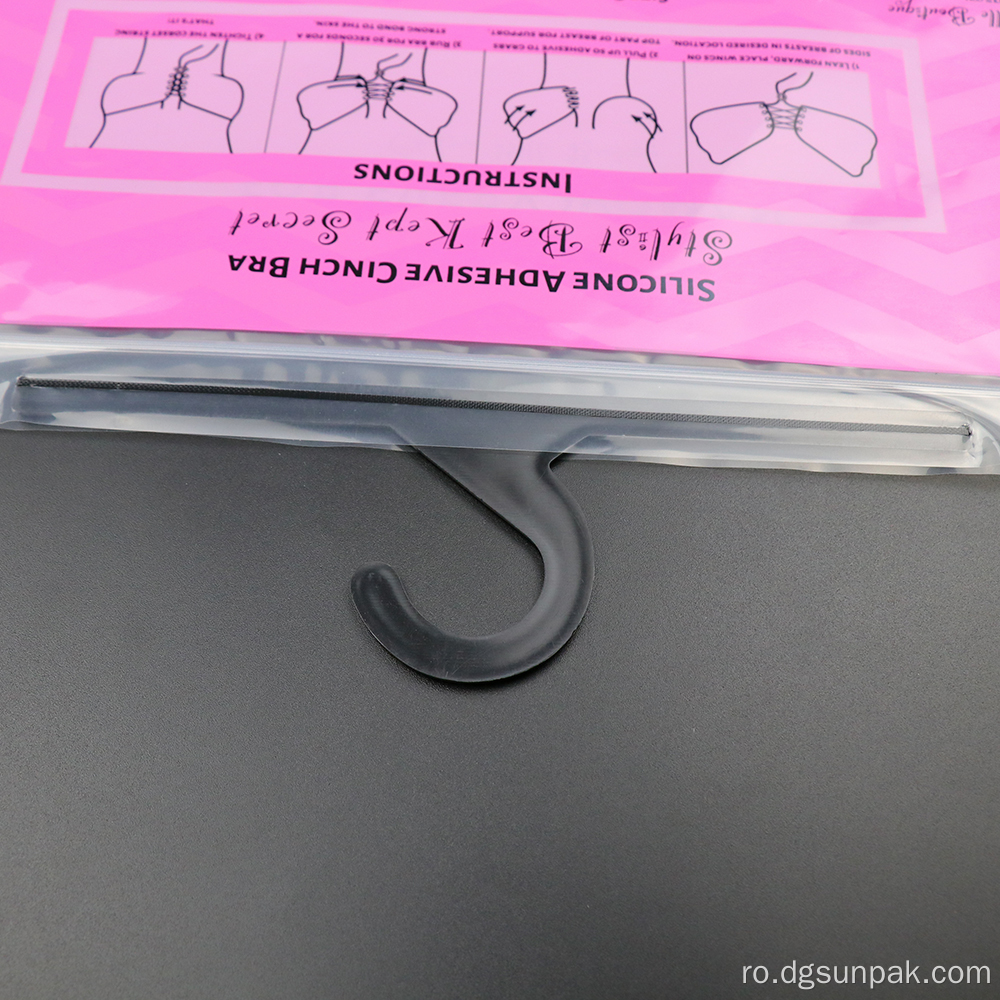 SILICONE ADHESIVE CINCH BRA
Stylist Best Kept Secret
INSTRUCTIONS
1) LEAN FORWARD, PLACE WINGS ON
SIDES OF BREASTS IN DESIRED LOCATION.
2) PULL UP SO ADHESIVE TO GRABS
TOP PART OF BREAST FOR SUPPORT.
3) RUB BRA FOR 30 SECONDS FOR A
STRONG BOND TO THE SKIN.
4) TIGHTEN THE CORSET STRING
THAT'S IT!
Boutique
ro.dgsunpak.com